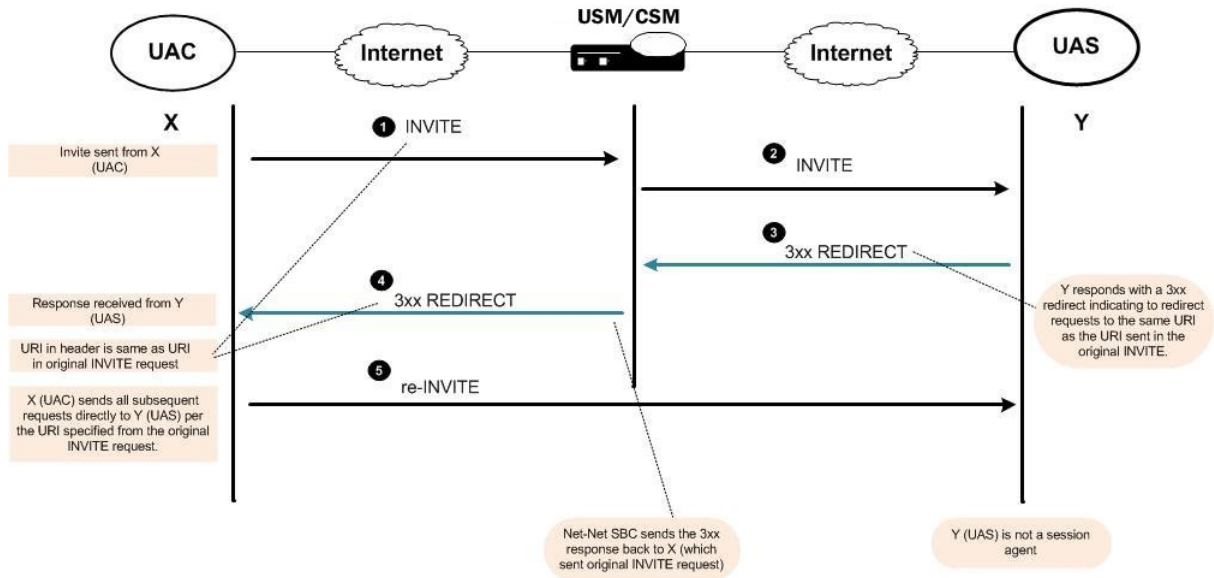 USM/CSM
UAC
Internet
Internet
UAS
X
Y
1 INVITE
Invite sent from X
(UAC)
2
INVITE
3
3xx REDIRECT
4
3xx REDIRECT
Response received from Y
(UAS)
Y responds with a 3xx
redirect indicating to redirect
requests to the same URI
as the URI sent in the
original INVITE.
URI in header is same as URI
in original INVITE request
5
re-INVITE
X (UAC) sends all subsequent
requests directly to Y (UAS) per
the URI specified from the original
INVITE request.
Net-Net SBC sends the 3xx
response back to X (which
sent original INVITE request)
Y (UAS) is not a session
agent